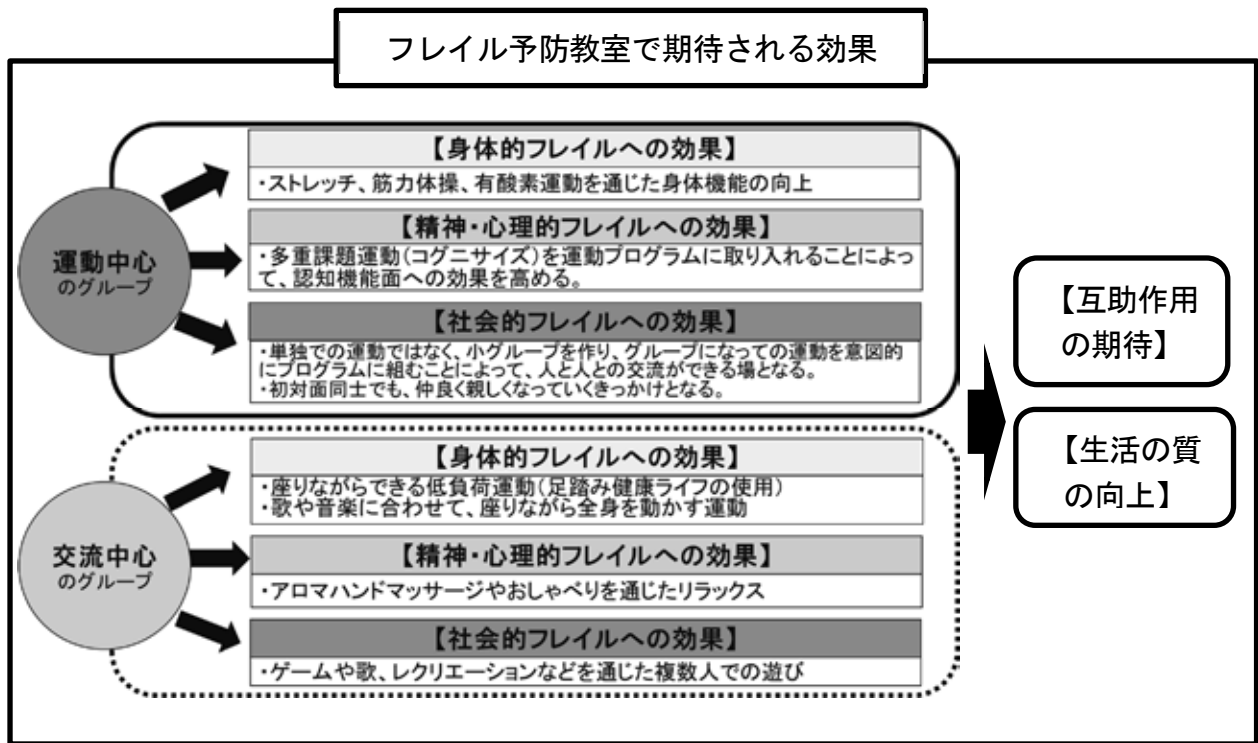 フレイル予防教室で期待される効果
運動中心
のグループ
【身体的フレイルへの効果】
・ストレッチ、筋力体操、有酸素運動を通じた身体機能の向上
【精神・心理的フレイルへの効果】
・多重課題運動(コグニサイズ)を運動プログラムに取り入れることによっ
て、認知機能面への効果を高める。
【社会的フレイルへの効果】
・単独での運動ではなく、小グループを作り、グループになっての運動を意図的
にプログラムに組むことによって、人と人との交流ができる場となる。
・初対面同士でも、仲良く親しくなっていくきっかけとなる。
交流中心
のグループ
【身体的フレイルへの効果】
・座りながらできる低負荷運動(足踏み健康ライフの使用)
・歌や音楽に合わせて、座りながら全身を動かす運動
【精神・心理的フレイルへの効果】
・アロマハンドマッサージやおしゃべりを通じたリラックス
【社会的フレイルへの効果】
・ゲームや歌、レクリエーションなどを通じた複数人での遊び
【互助作用
の期待】
【生活の質
の向上】